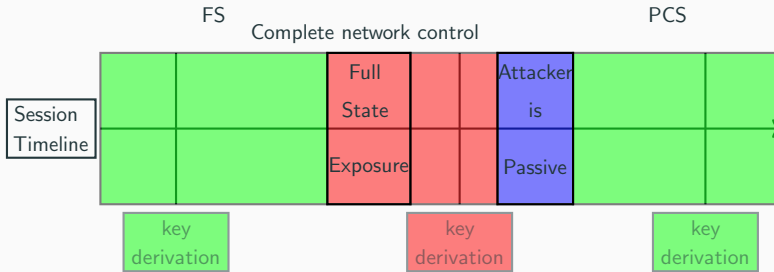 FS
PCS
Complete network control
Session
Timeline
Full
State
Exposure
Attacker
is
Passive
key
derivation
key
derivation
key
derivation